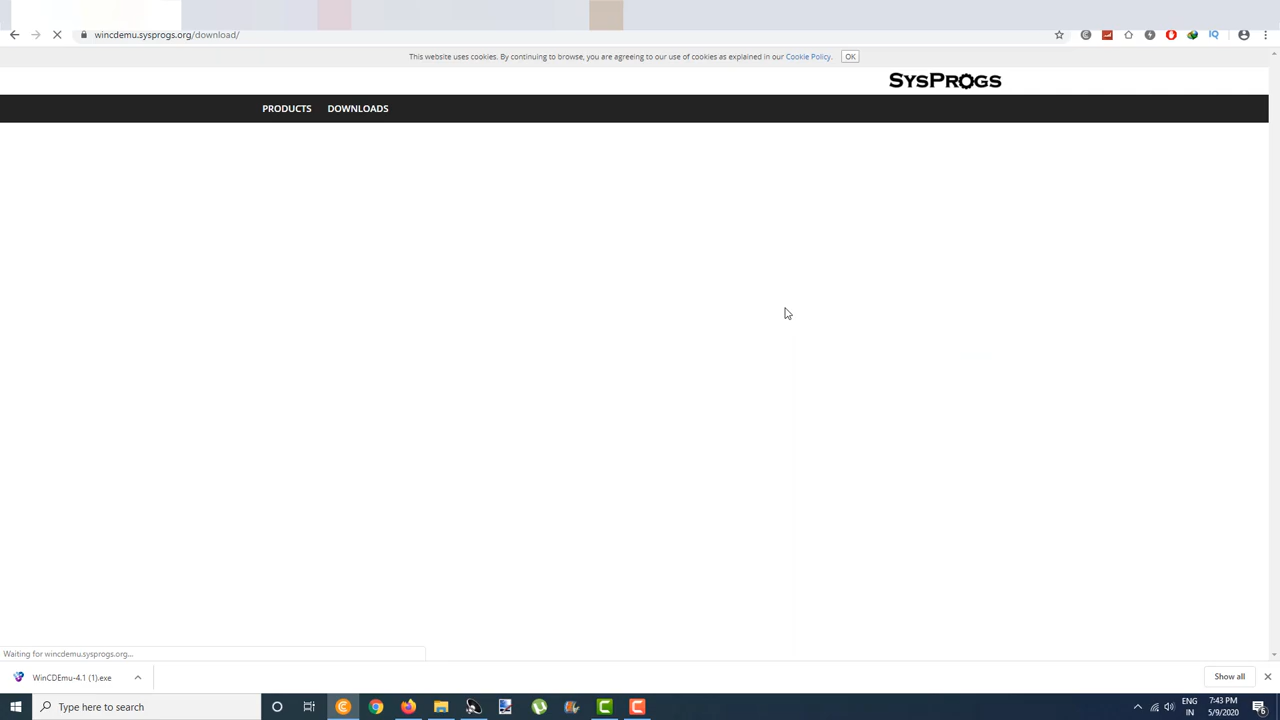 wincdemu.sysprogs.org/download/
IQ
This website uses cookies. By continuing to browse, you are agreeing to our use of cookies as explained in our Cookie Policy. OK
SYSPROGS
PRODUCTS DOWNLOADS
Waiting for wincdemu.sysprogs.org...
WinCDEmu-4.1 (1).exe
Show all
Type here to search
ENG
IN
7:43 PM
5/9/2020
6